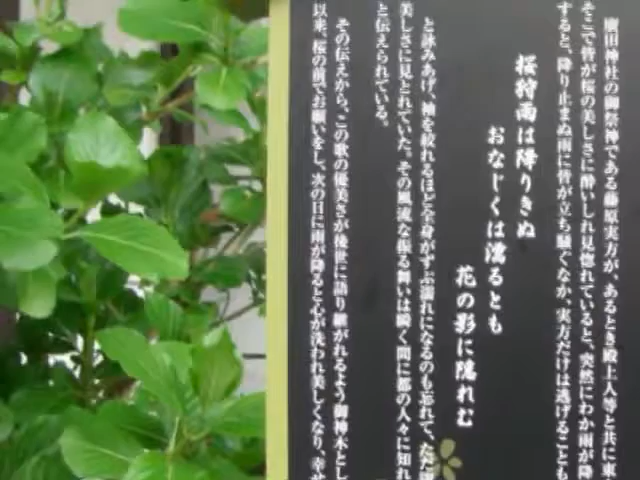 廟田神社の御祭神である藤原実方が、あるとき殿上人等と共に東
そこで皆が桜の美しさに酔いしれ見惚れていると、突然にわか雨が降
すると、降り止まぬ雨に皆が立ち騒ぐなか、実方だけは逃げることも
桜狩雨は降りきぬ
おなじくは濡るとも
花の影に隠れむ
と詠みあげ、袖を絞れるほど全身がずぶ濡れになるのも忘れて、ただ
美しさに見とれていた。その風流な振る舞いは瞬く間に都の人々に知れ
と伝えられている。
その伝えから、この歌の優美さが後世に語り継がれるよう御神木とし
以来、桜の前でお願いをし、次の日に雨が降ると心が洗われ美しくなり、幸せ